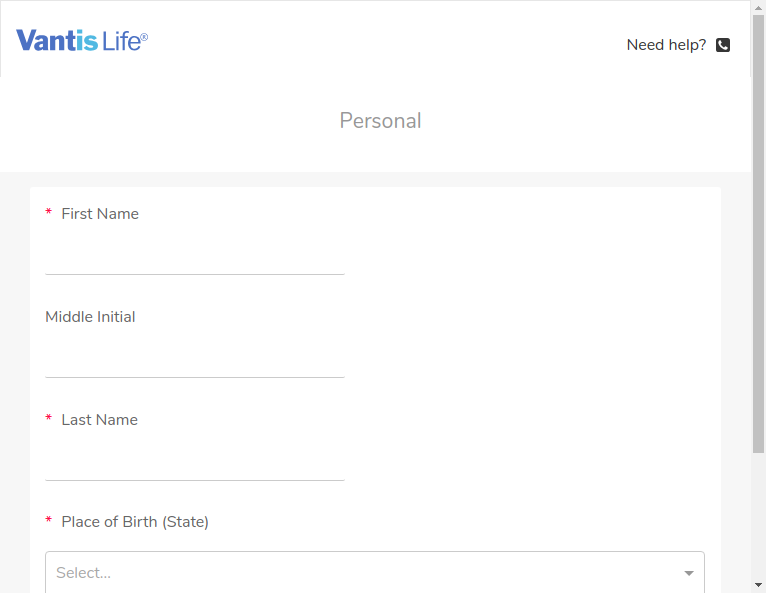 Vantis Life®
Need help?
Personal
* First Name
Middle Initial
* Last Name
* Place of Birth (State)
Select...